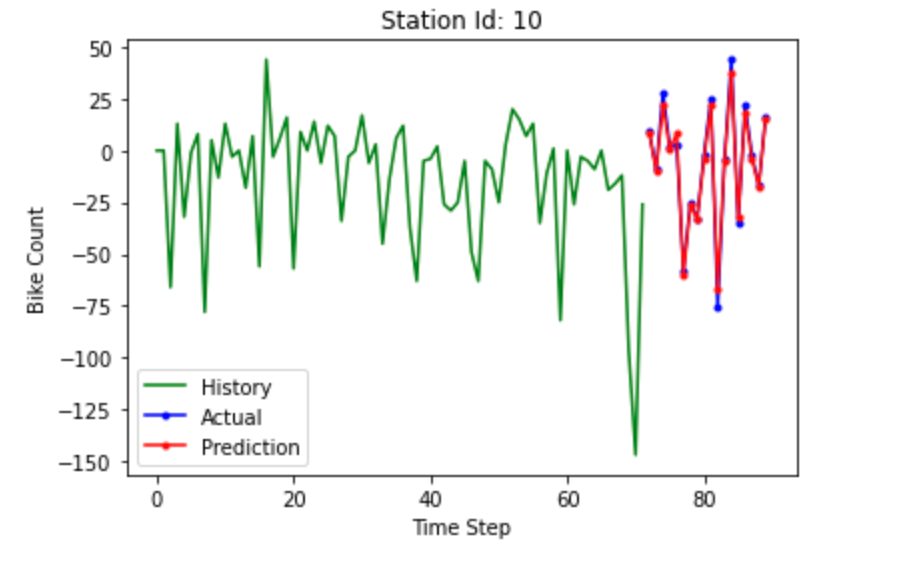 Station Id: 10
50
25
0
−25
−50
−75
−100
−125
−150
Bike Count
History
Actual
Prediction
0 20 40 60 80
Time Step